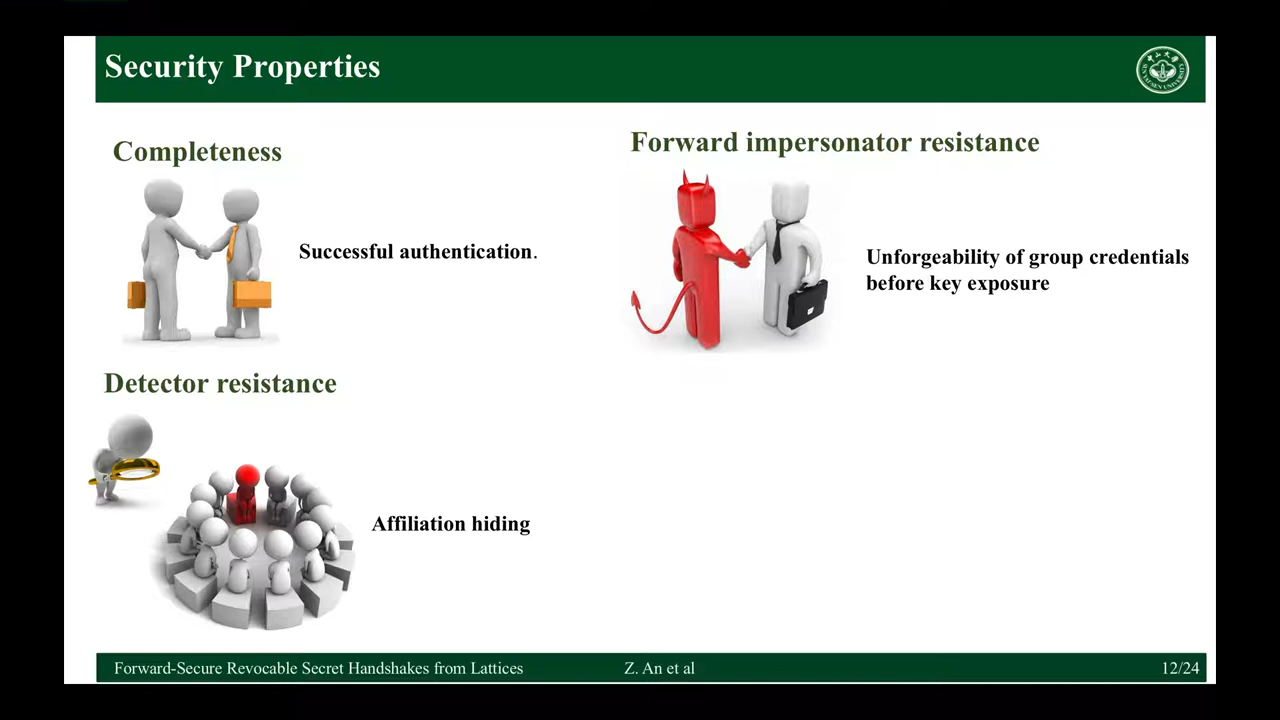 Security Properties
Completeness
Successful authentication.
Forward impersonator resistance
Unforgeability of group credentials
before key exposure
Detector resistance
Affiliation hiding
Forward-Secure Revocable Secret Handshakes from Lattices
Z. An et al
12/24